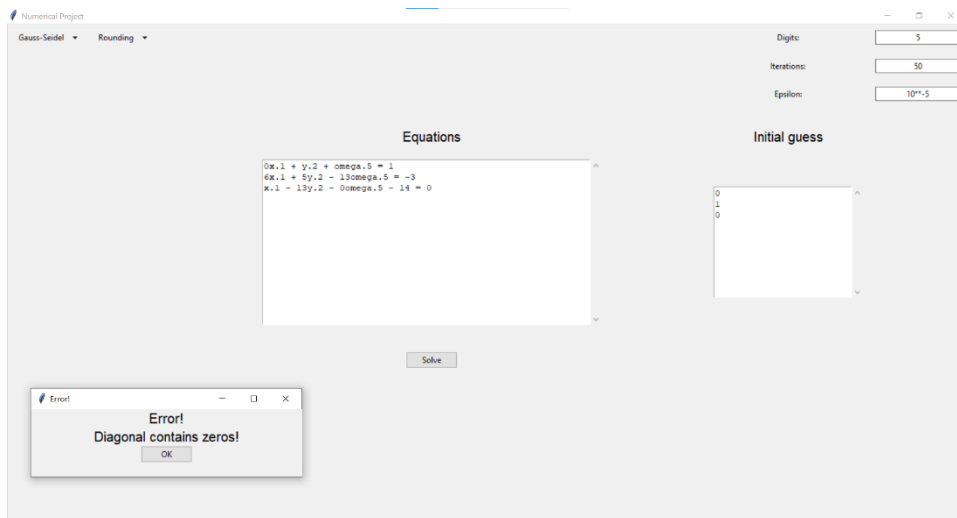 Numerical Project
Gauss-Seidel Rounding
Digits: 5
Iterations: 50
Epsilon: 10**-5
Equations
Initial guess
0x.1 + y.2 + omega.5 = 1
6x.1 + 5y.2 - 13omega.5 = -3
x.1 - 13y.2 - 0omega.5 - 14 = 0
0
1
0
Solve
Error!
Error!
Diagonal contains zeros!
OK